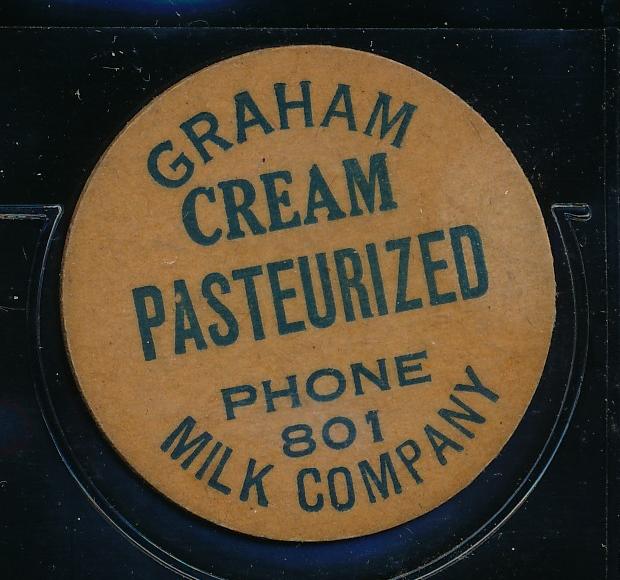 GRAHAM
CREAM
PASTEURIZED
PHONE
801
MILK COMPANY